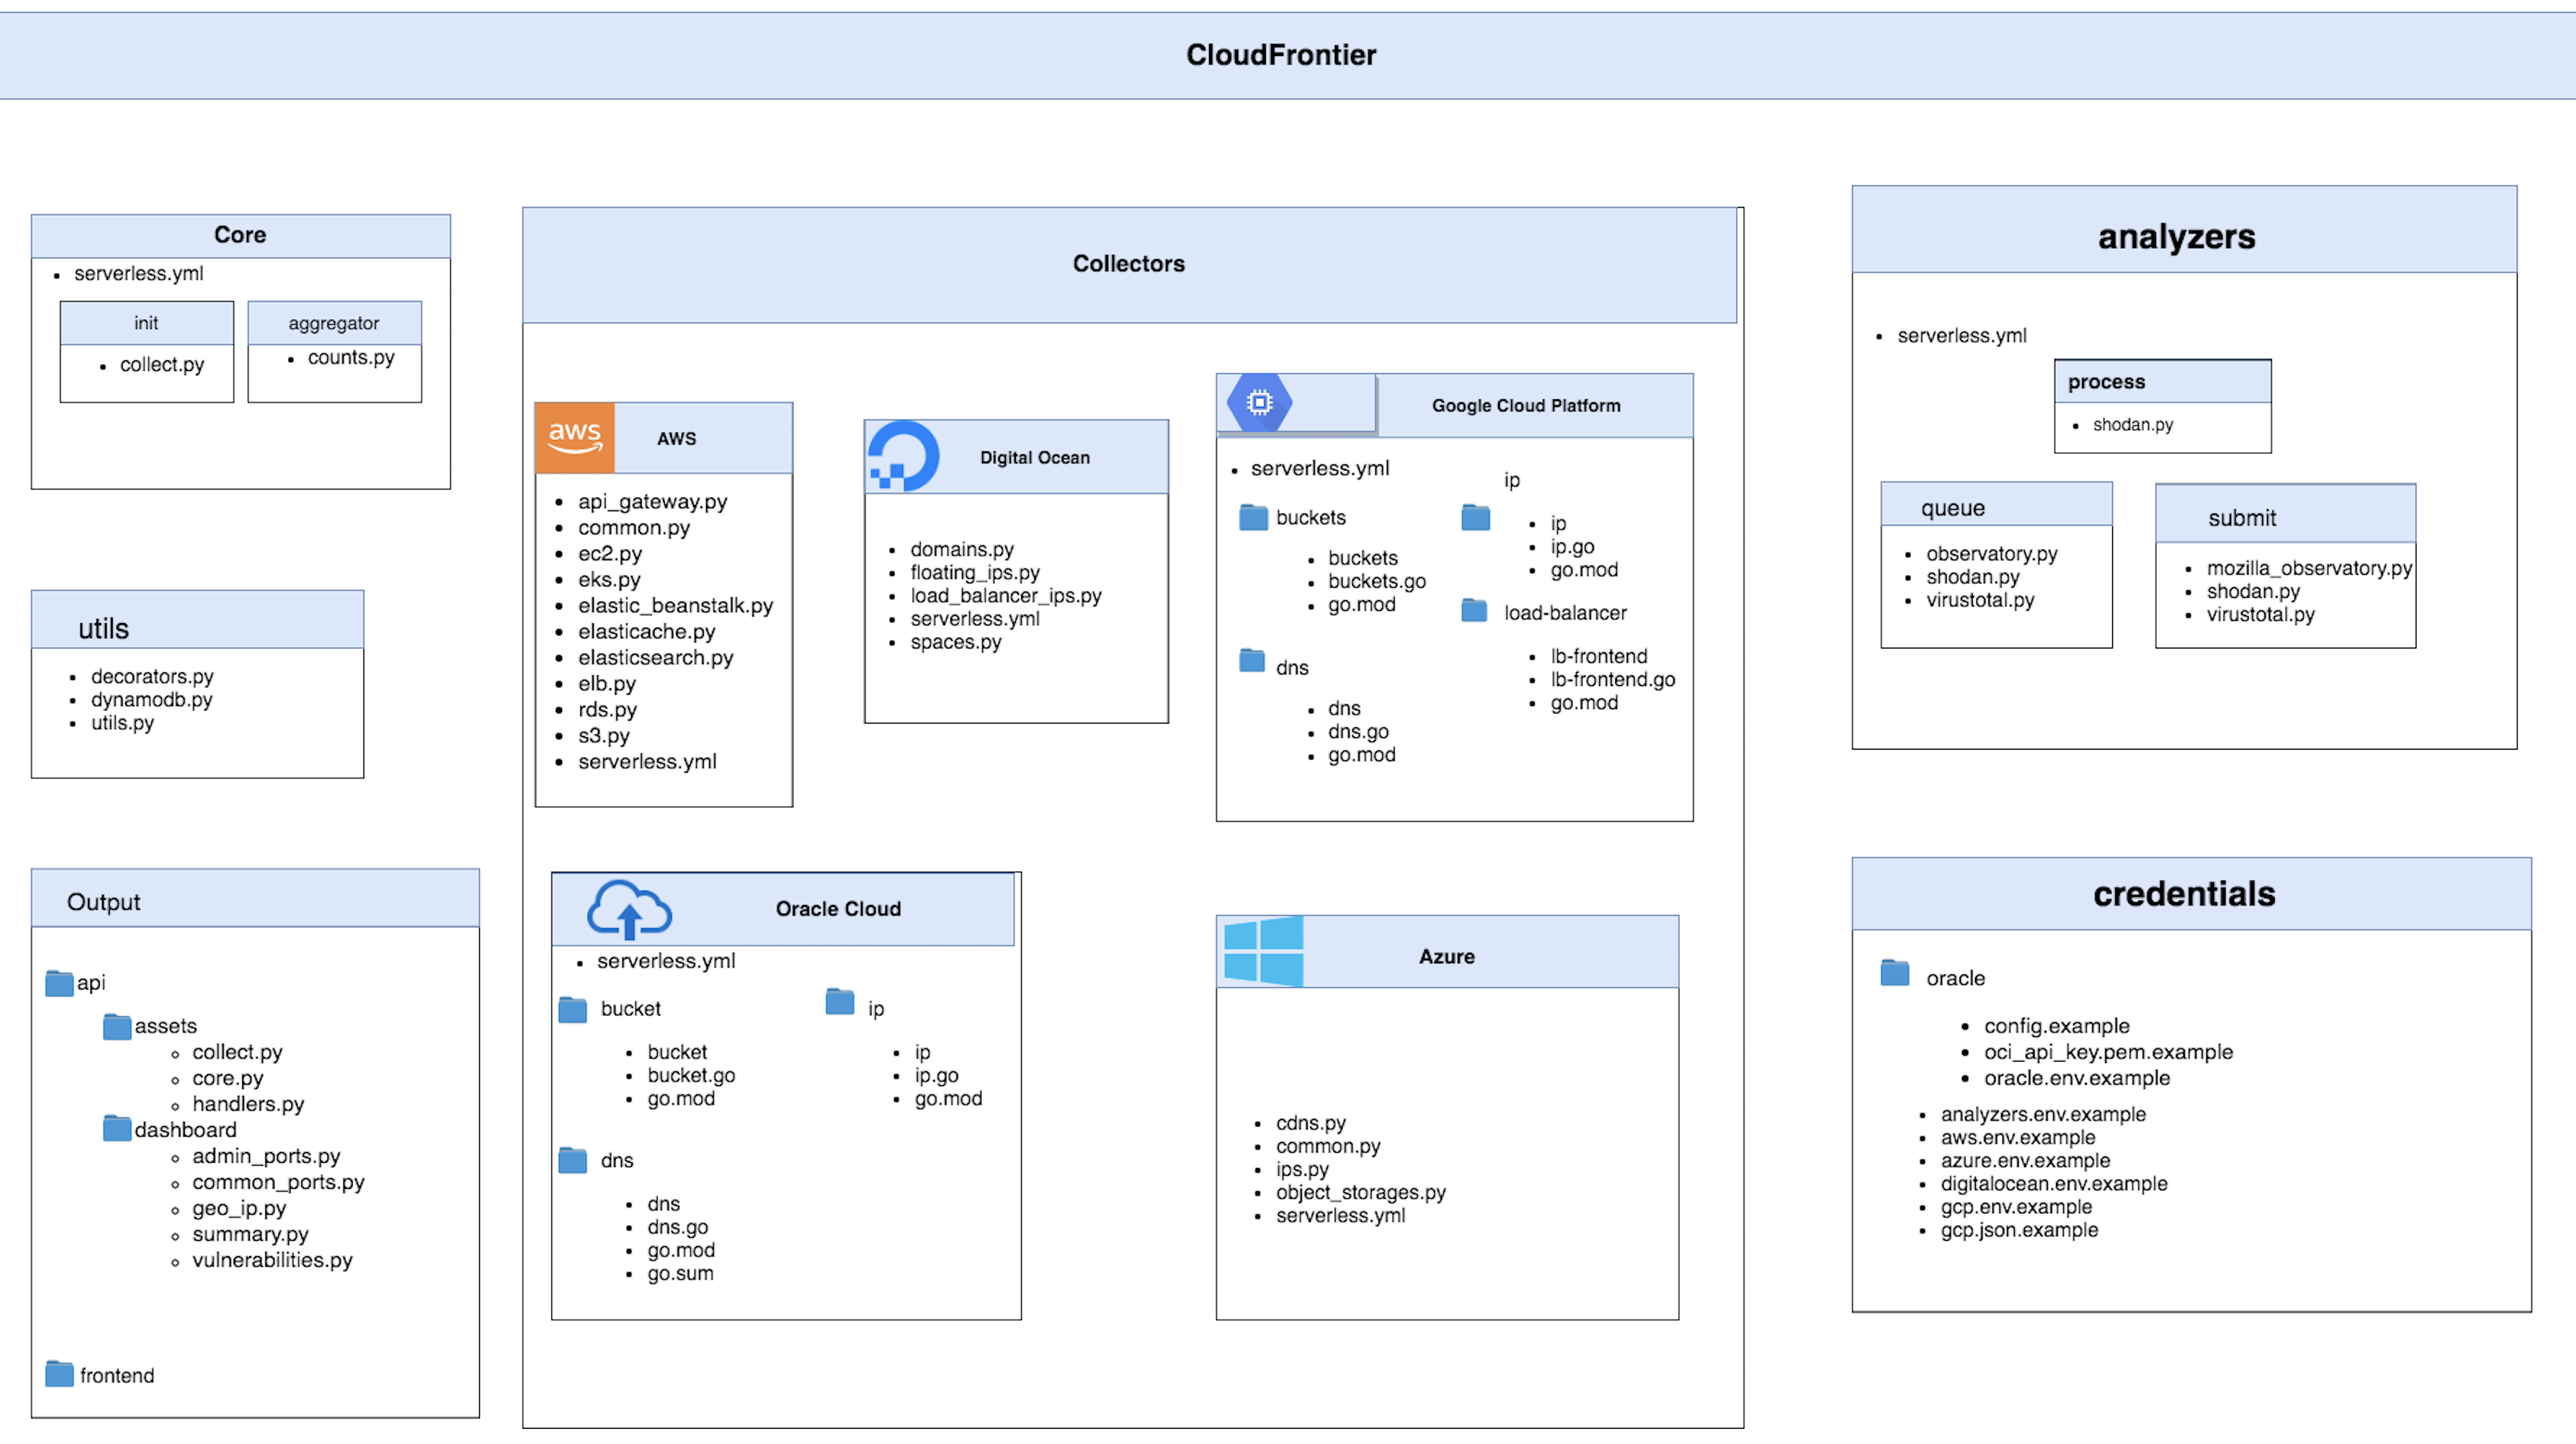 CloudFrontier
Core
serverless.yml
init
collect.py
aggregator
counts.py
utils
decorators.py
dynamodb.py
utils.py
Output
api
assets
collect.py
core.py
handlers.py
dashboard
admin_ports.py
common_ports.py
geo_ip.py
summary.py
vulnerabilities.py
frontend
Collectors
aws
AWS
api_gateway.py
common.py
ec2.py
eks.py
elastic_beanstalk.py
elasticache.py
elasticsearch.py
elb.py
rds.py
s3.py
serverless.yml
Digital Ocean
domains.py
floating_ips.py
load_balancer_ips.py
serverless.yml
spaces.py
Google Cloud Platform
serverless.yml
buckets
buckets
buckets.go
go.mod
dns
dns
dns.go
go.mod
ip
ip
ip.go
go.mod
load-balancer
lb-frontend
lb-frontend.go
go.mod
Oracle Cloud
serverless.yml
bucket
bucket
bucket.go
go.mod
dns
dns
dns.go
go.mod
go.sum
ip
ip
ip.go
go.mod
Azure
cdns.py
common.py
ips.py
object_storages.py
serverless.yml
analyzers
serverless.yml
process
shodan.py
queue
observatory.py
shodan.py
virustotal.py
submit
mozilla_observatory.py
shodan.py
virustotal.py
credentials
oracle
config.example
oci_api_key.pem.example
oracle.env.example
analyzers.env.example
aws.env.example
azure.env.example
digitalocean.env.example
gcp.env.example
gcp.json.example